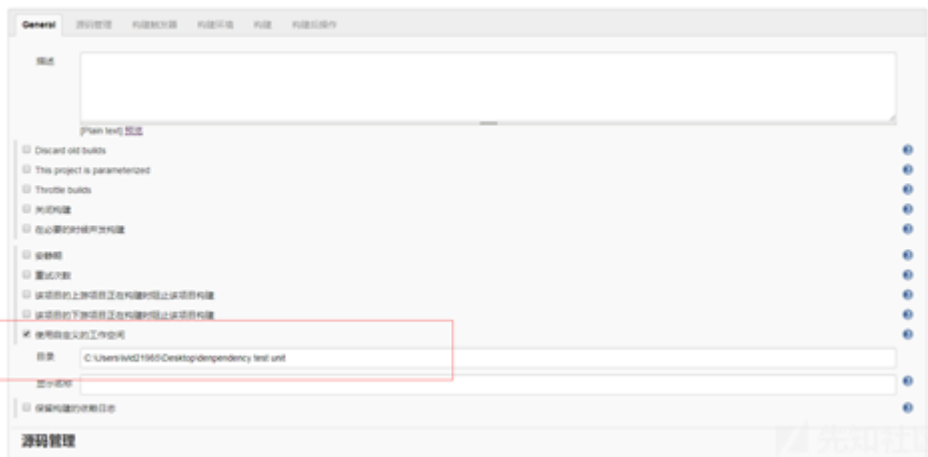 General 源码管理 构建触发器 构建环境 构建 构建后操作
描述
[Plain text] 预览
Discard old builds
This project is parameterized
Throttle builds
关闭构建
在必要的时候并发构建
安静期
重试次数
该项目的上游项目正在构建时阻止该项目构建
该项目的下游项目正在构建时阻止该项目构建
使用自定义的工作空间
目录 C:\Users\ivid21985\Desktop\denpendency test unit
显示名称
保留构建的依赖日志
源码管理
先知社区